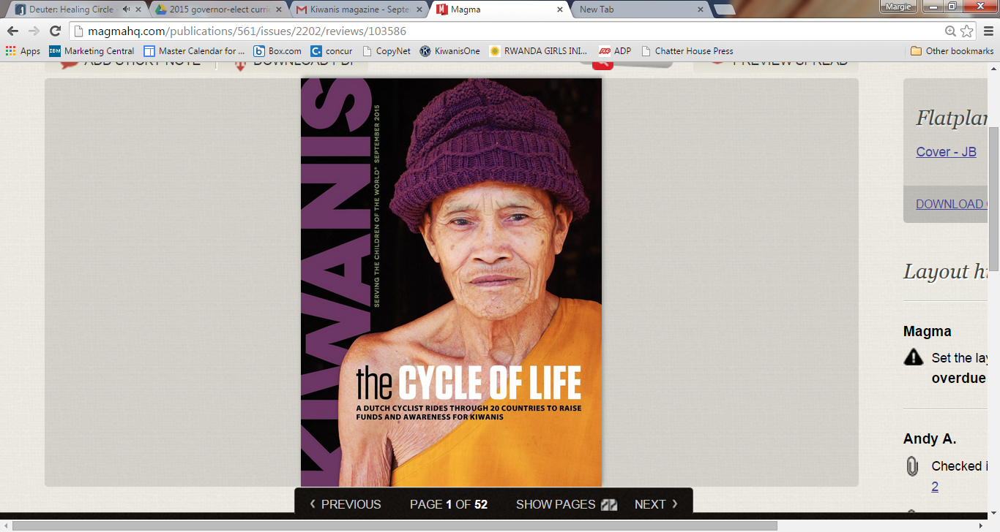 Deuter: Healing Circle
2015 governor-elect curri
Kiwanis magazine - Septe
Magma
New Tab
Margie
magmahq.com/publications/561/issues/2202/reviews/103586
Apps
IBM
Marketing Central
Master Calendar for ...
Box.com
concur
CopyNet
KiwanisOne
RWANDA GIRLS INI...
ADP
Chatter House Press
Other bookmarks
ADD STICKY NOTE
DOWNLOAD PDF
PREVIEW SPREAD
KIWANIS
SERVING THE CHILDREN OF THE WORLD® SEPTEMBER 2015
the CYCLE OF LIFE
A DUTCH CYCLIST RIDES THROUGH 20 COUNTRIES TO RAISE
FUNDS AND AWARENESS FOR KIWANIS
Flatplan
Cover - JB
DOWNLOAD
Layout hi
Magma
Set the lay
overdue
Andy A.
Checked i
2
PREVIOUS
PAGE 1 OF 52
SHOW PAGES
NEXT